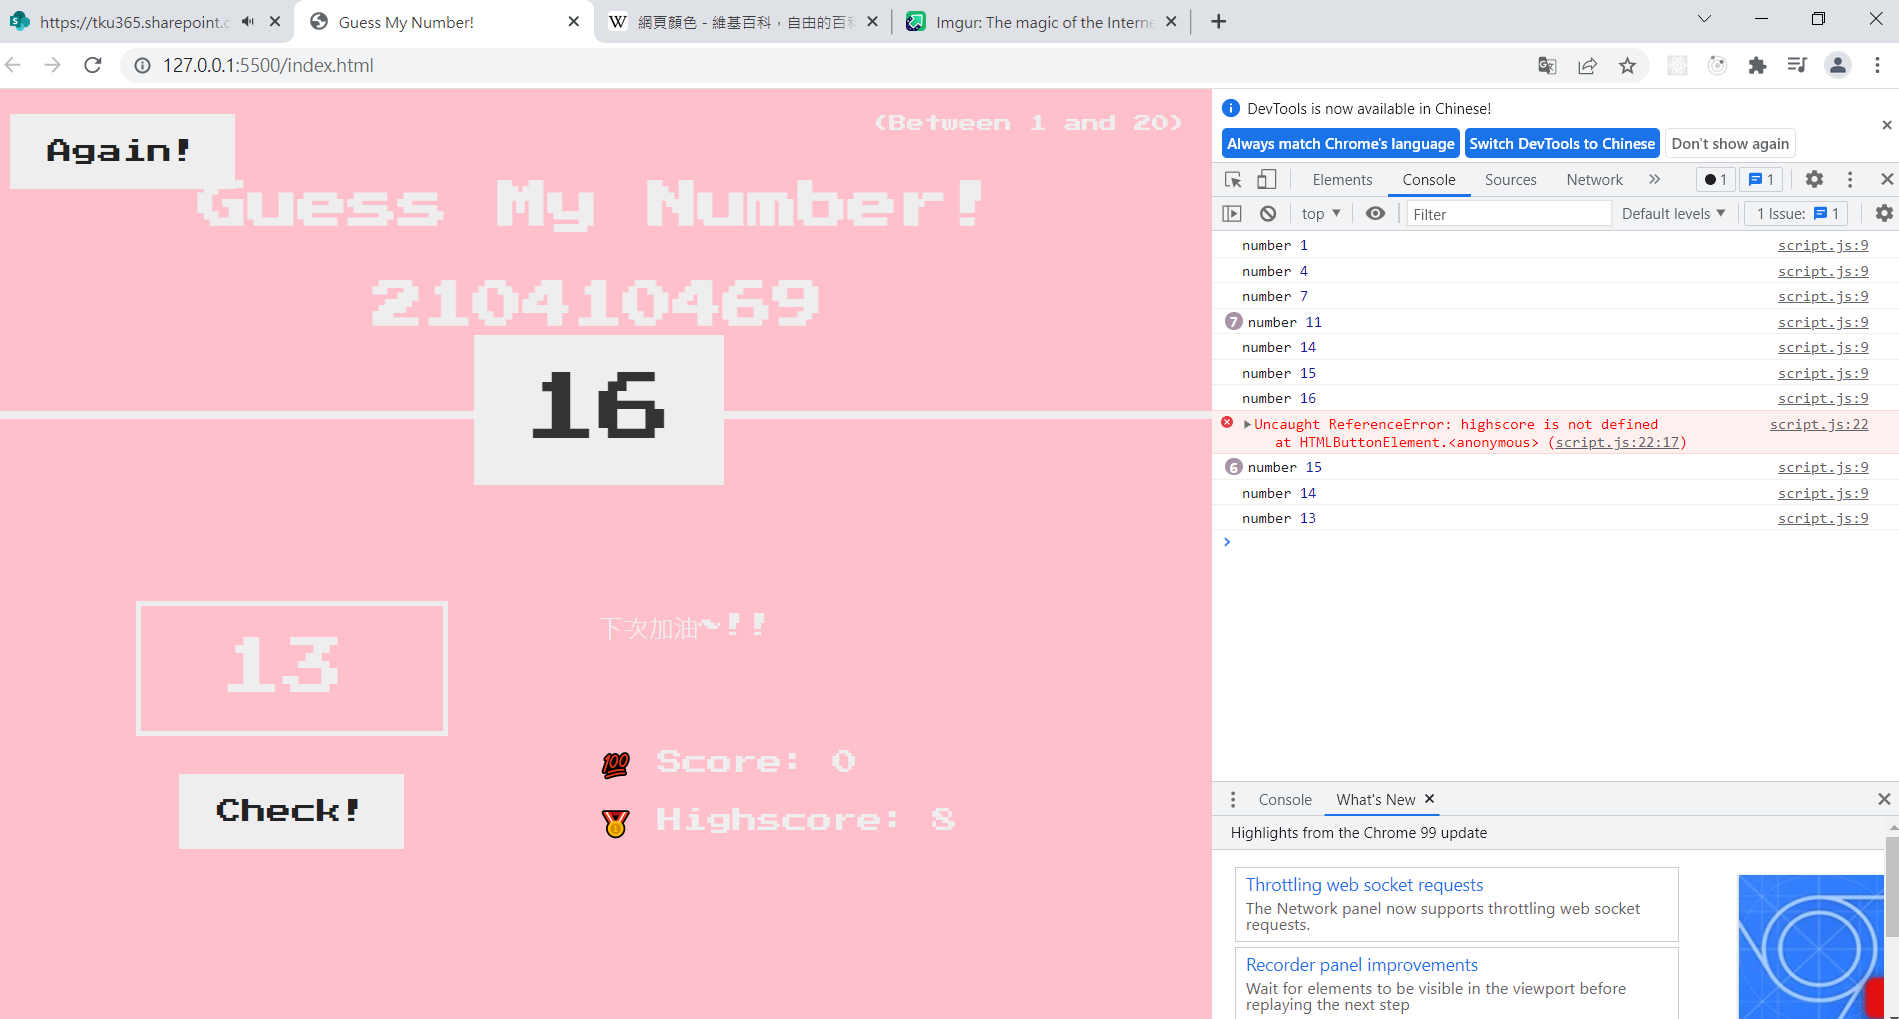 https://tku365.sharepoint.c
Guess My Number!
網頁顏色 - 維基百科，自由的百科
Imgur: The magic of the Interne
127.0.0.1:5500/index.html
Again!
(Between 1 and 20)
Guess My Number!
210410469
16
13
下次加油~!!
Check!
Score: 0
Highscore: 8
DevTools is now available in Chinese!
Always match Chrome's language
Switch DevTools to Chinese
Don't show again
Elements
Console
Sources
Network
1
1
top
Filter
Default levels
1 Issue: 1
number 1 script.js:9
number 4 script.js:9
number 7 script.js:9
7 number 11 script.js:9
number 14 script.js:9
number 15 script.js:9
number 16 script.js:9
Uncaught ReferenceError: highscore is not defined script.js:22
at HTMLButtonElement.<anonymous> (script.js:22:17)
6 number 15 script.js:9
number 14 script.js:9
number 13 script.js:9
Console
What's New
Highlights from the Chrome 99 update
Throttling web socket requests
The Network panel now supports throttling web socket
requests.
Recorder panel improvements
Wait for elements to be visible in the viewport before
replaying the next step